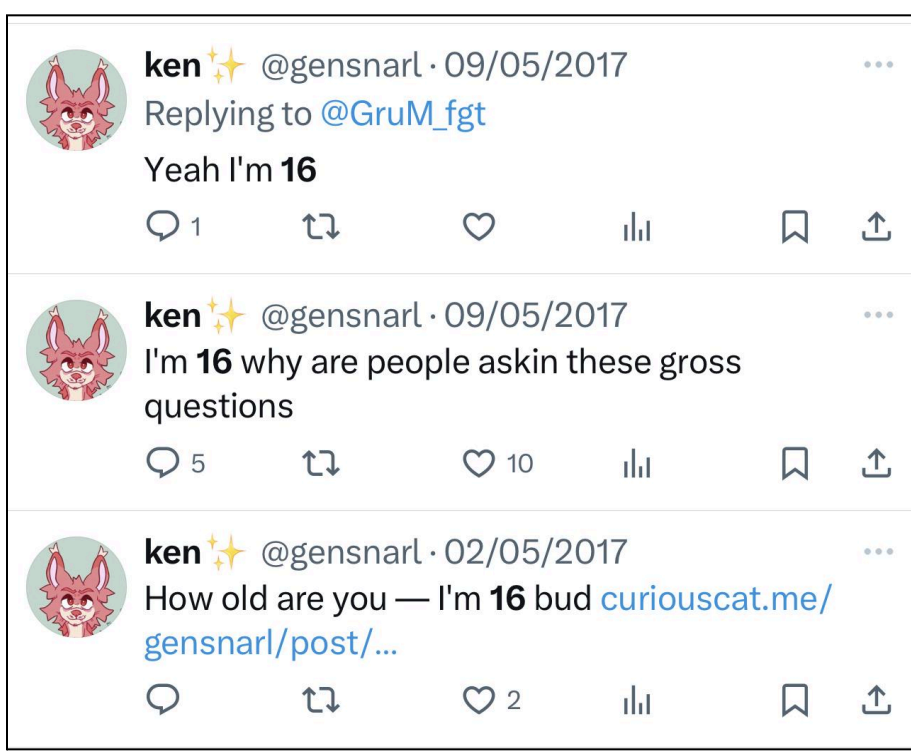 ken✨ @gensnarl · 09/05/2017
Replying to @GruM_fgt
Yeah I'm 16
1
ken✨ @gensnarl · 09/05/2017
I'm 16 why are people askin these gross
questions
5 10
ken✨ @gensnarl · 02/05/2017
How old are you — I'm 16 bud curiouscat.me/
gensnarl/post/...
2